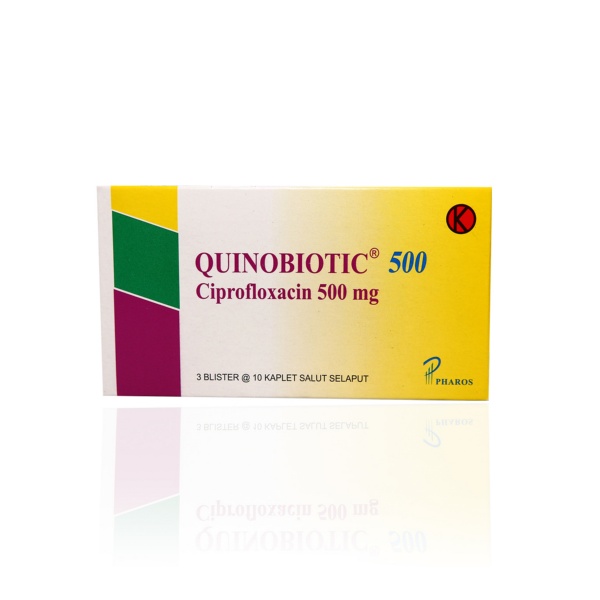 K
QUINOBIOTIC® 500
Ciprofloxacin 500 mg
3 BLISTER @ 10 KAPLET SALUT SELAPUT
PHAROS